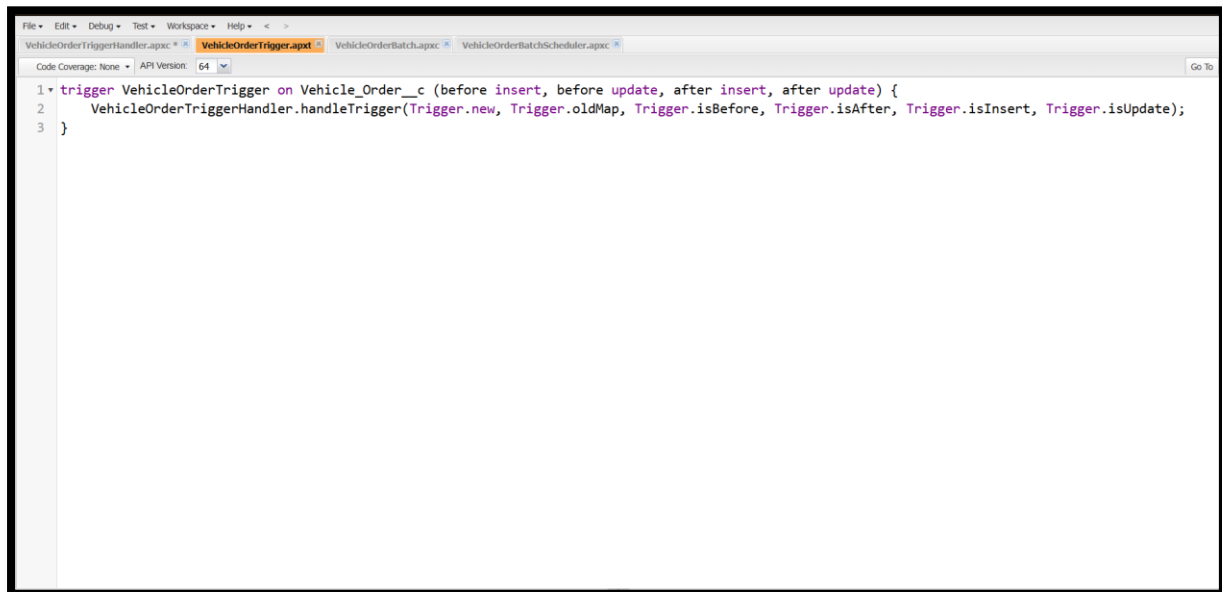 File Edit Debug Test Workspace Help < >
VehicleOrderTriggerHandler.apxc * VehicleOrderTrigger.apxt VehicleOrderBatch.apxc VehicleOrderBatchScheduler.apxc
Code Coverage: None API Version: 64 Go To
1 trigger VehicleOrderTrigger on Vehicle_Order__c (before insert, before update, after insert, after update) {
2 VehicleOrderTriggerHandler.handleTrigger(Trigger.new, Trigger.oldMap, Trigger.isBefore, Trigger.isAfter, Trigger.isInsert, Trigger.isUpdate);
3 }